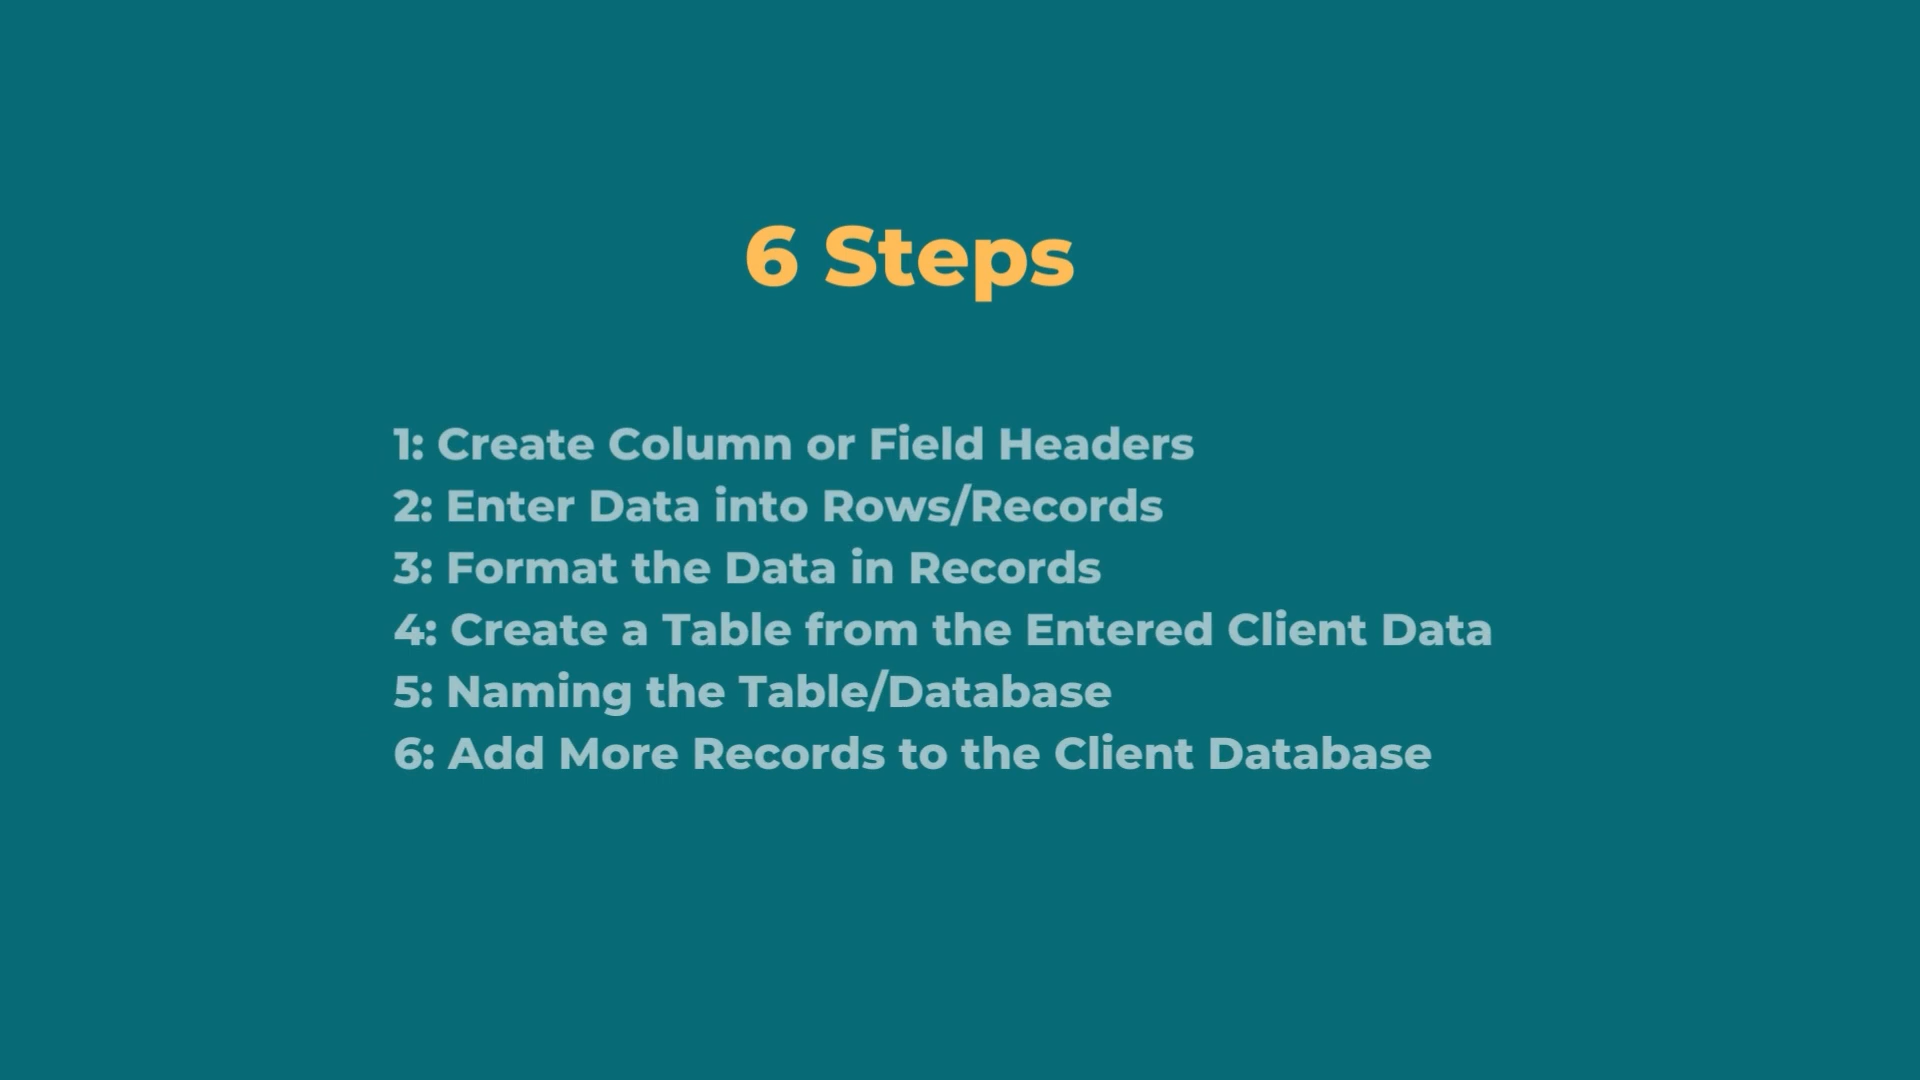 6 Steps
1: Create Column or Field Headers
2: Enter Data into Rows/Records
3: Format the Data in Records
4: Create a Table from the Entered Client Data
5: Naming the Table/Database
6: Add More Records to the Client Database